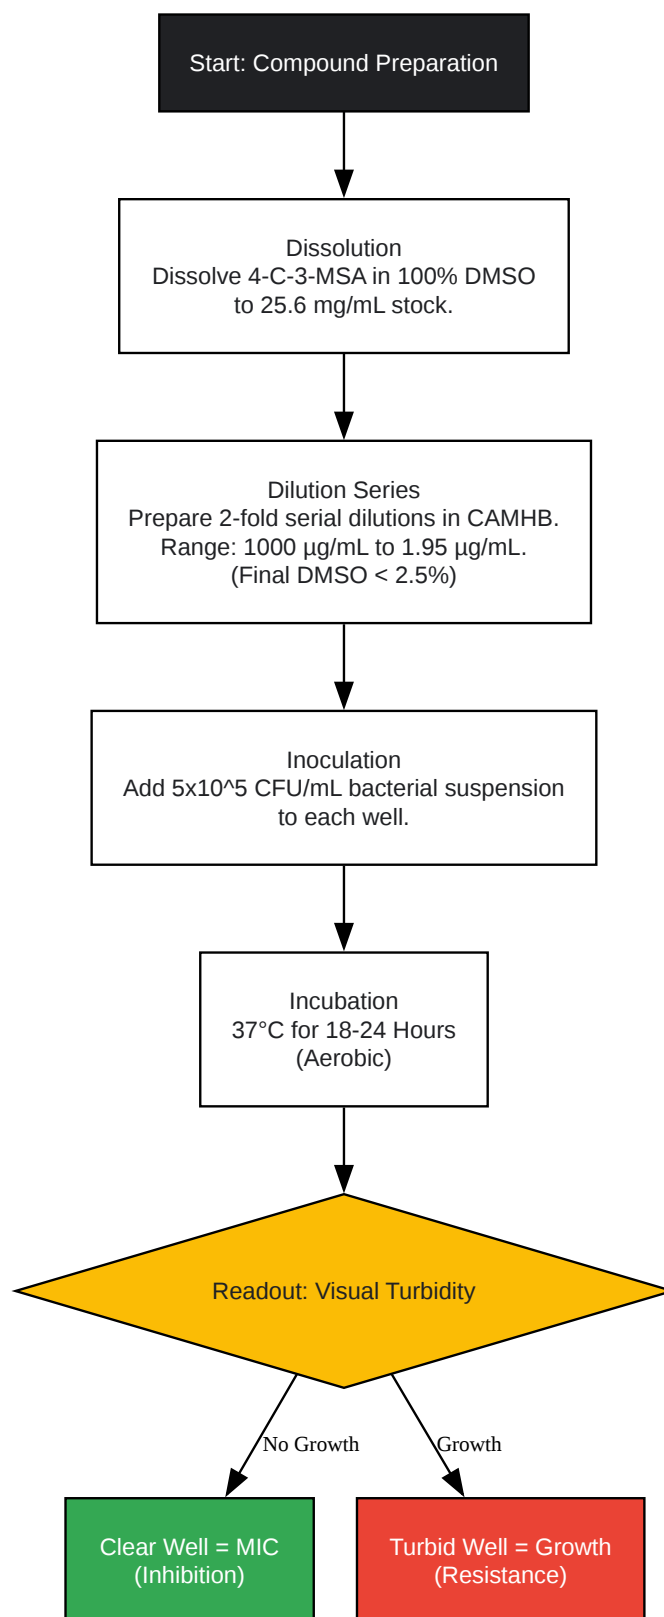 Start: Compound Preparation
Dissolution
Dissolve 4-C-3-MSA in 100% DMSO
to 25.6 mg/mL stock.
Dilution Series
Prepare 2-fold serial dilutions in CAMHB.
Range: 1000 µg/mL to 1.95 µg/mL.
(Final DMSO < 2.5%)
Inoculation
Add 5x10^5 CFU/mL bacterial suspension
to each well.
Incubation
37°C for 18-24 Hours
(Aerobic)
Readout: Visual Turbidity
No Growth
Growth
Clear Well = MIC
(Inhibition)
Turbid Well = Growth
(Resistance)